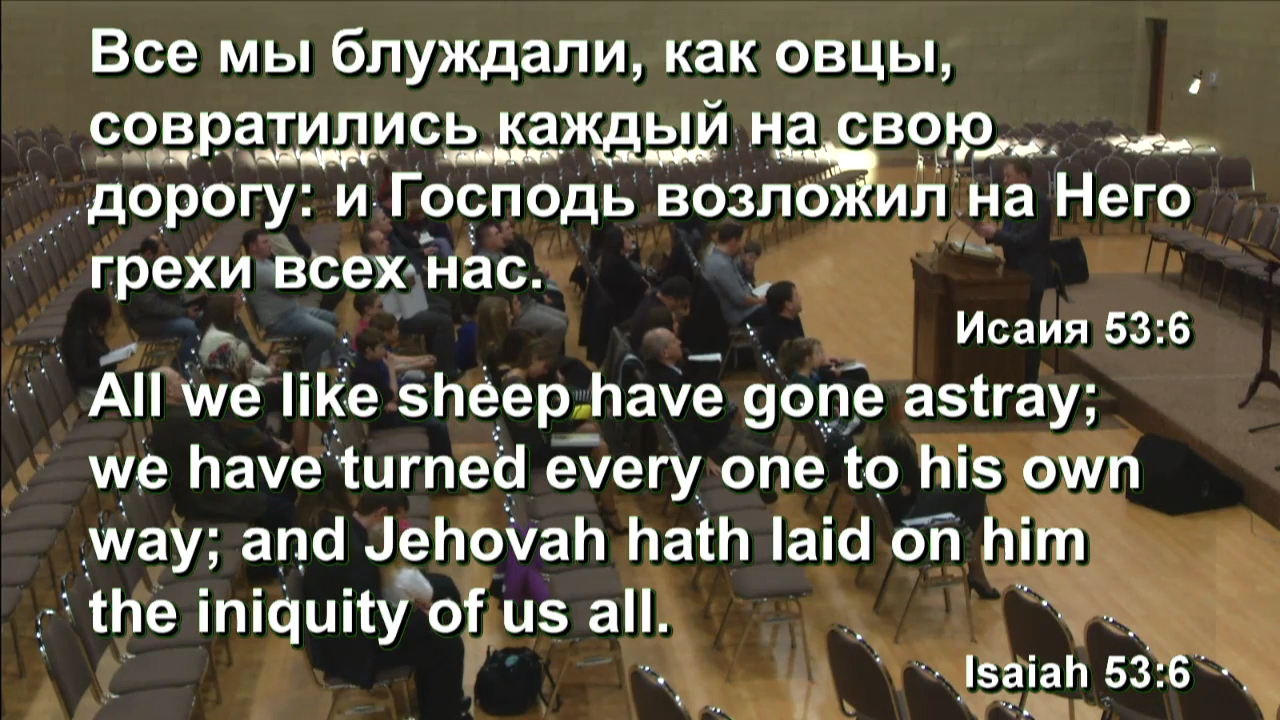 Все мы блуждали, как овцы,
совратились каждый на свою
дорогу: и Господь возложил на Него
грехи всех нас.
Исаия 53:6
All we like sheep have gone astray;
we have turned every one to his own
way; and Jehovah hath laid on him
the iniquity of us all.
Isaiah 53:6